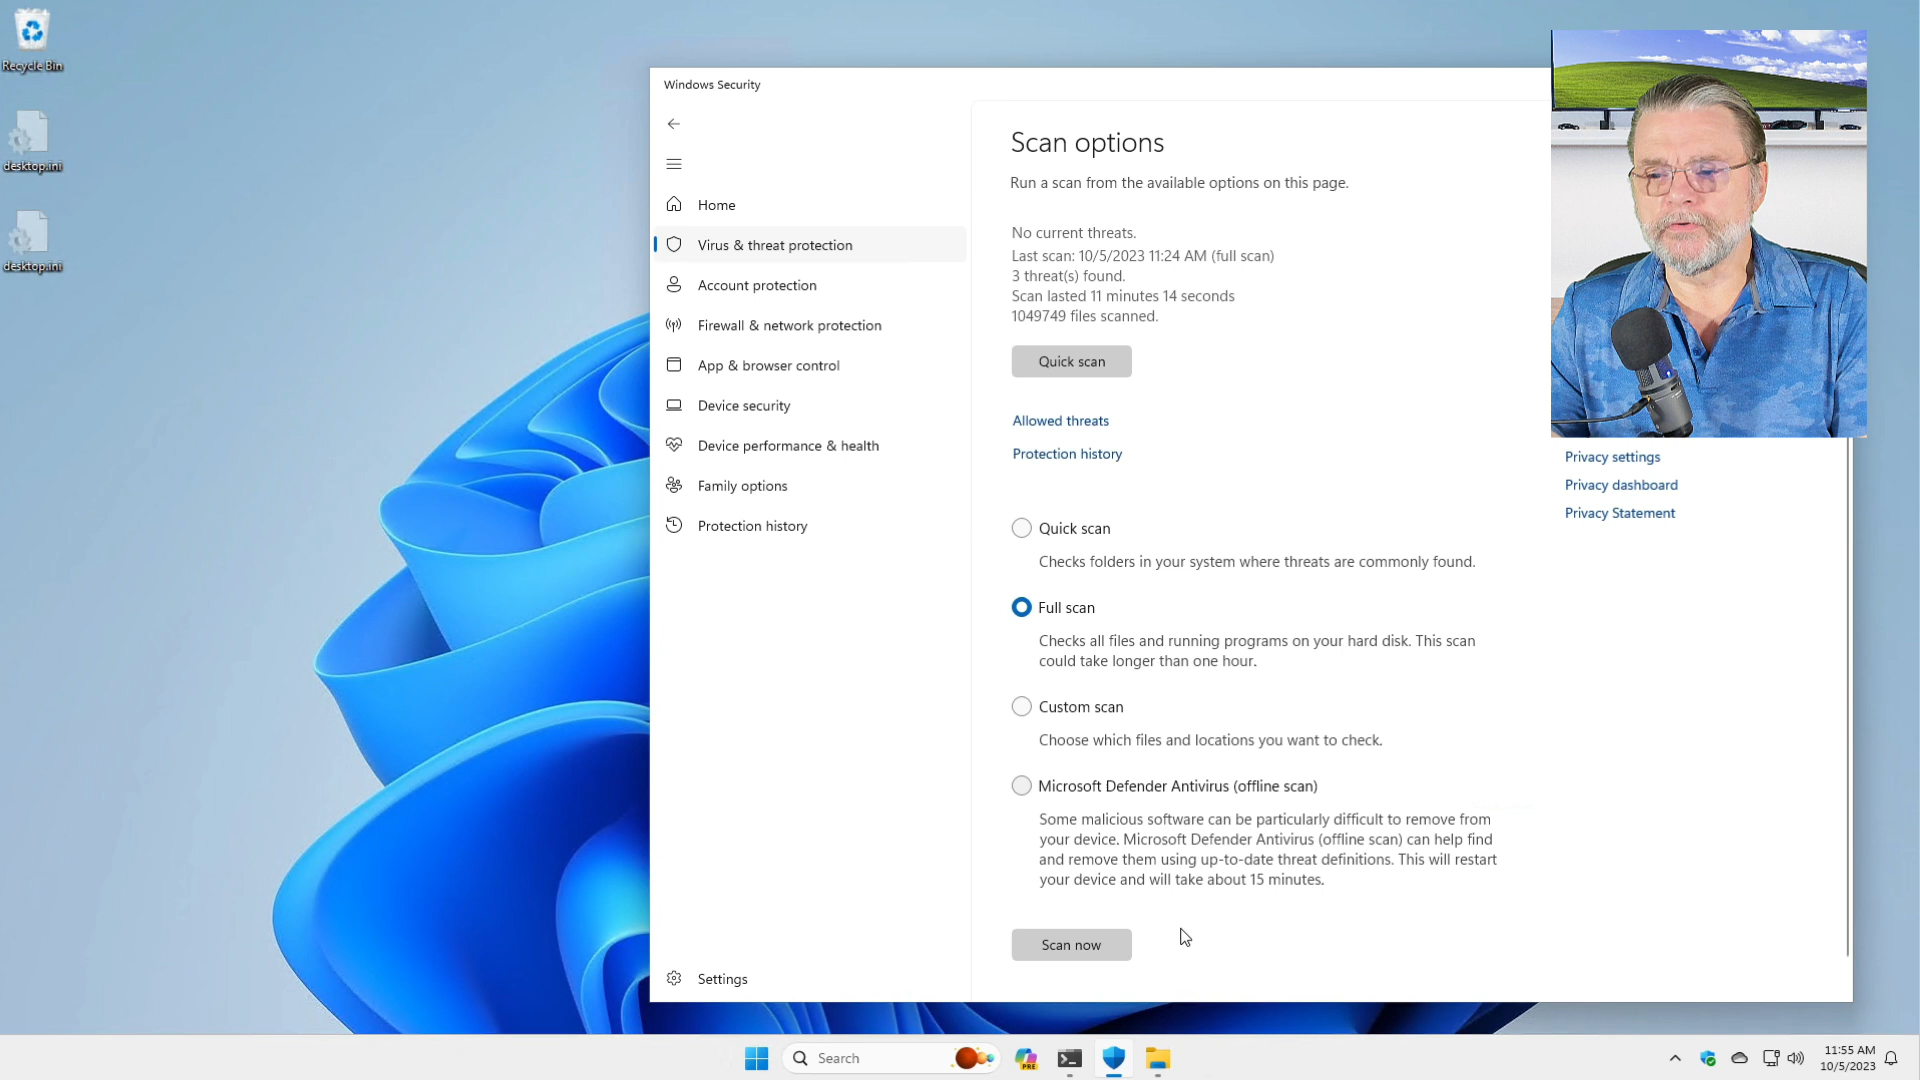 Recycle Bin
desktop.ini
desktop.ini
Windows Security
Home
Virus & threat protection
Account protection
Firewall & network protection
App & browser control
Device security
Device performance & health
Family options
Protection history
Settings
Scan options
Run a scan from the available options on this page.
No current threats.
Last scan: 10/5/2023 11:24 AM (full scan)
3 threat(s) found.
Scan lasted 11 minutes 14 seconds
1049749 files scanned.
Quick scan
Allowed threats
Protection history
Quick scan
Checks folders in your system where threats are commonly found.
Full scan
Checks all files and running programs on your hard disk. This scan
could take longer than one hour.
Custom scan
Choose which files and locations you want to check.
Microsoft Defender Antivirus (offline scan)
Some malicious software can be particularly difficult to remove from
your device. Microsoft Defender Antivirus (offline scan) can help find
and remove them using up-to-date threat definitions. This will restart
your device and will take about 15 minutes.
Scan now
Privacy settings
Privacy dashboard
Privacy Statement
Search
PRE
11:55 AM
10/5/2023